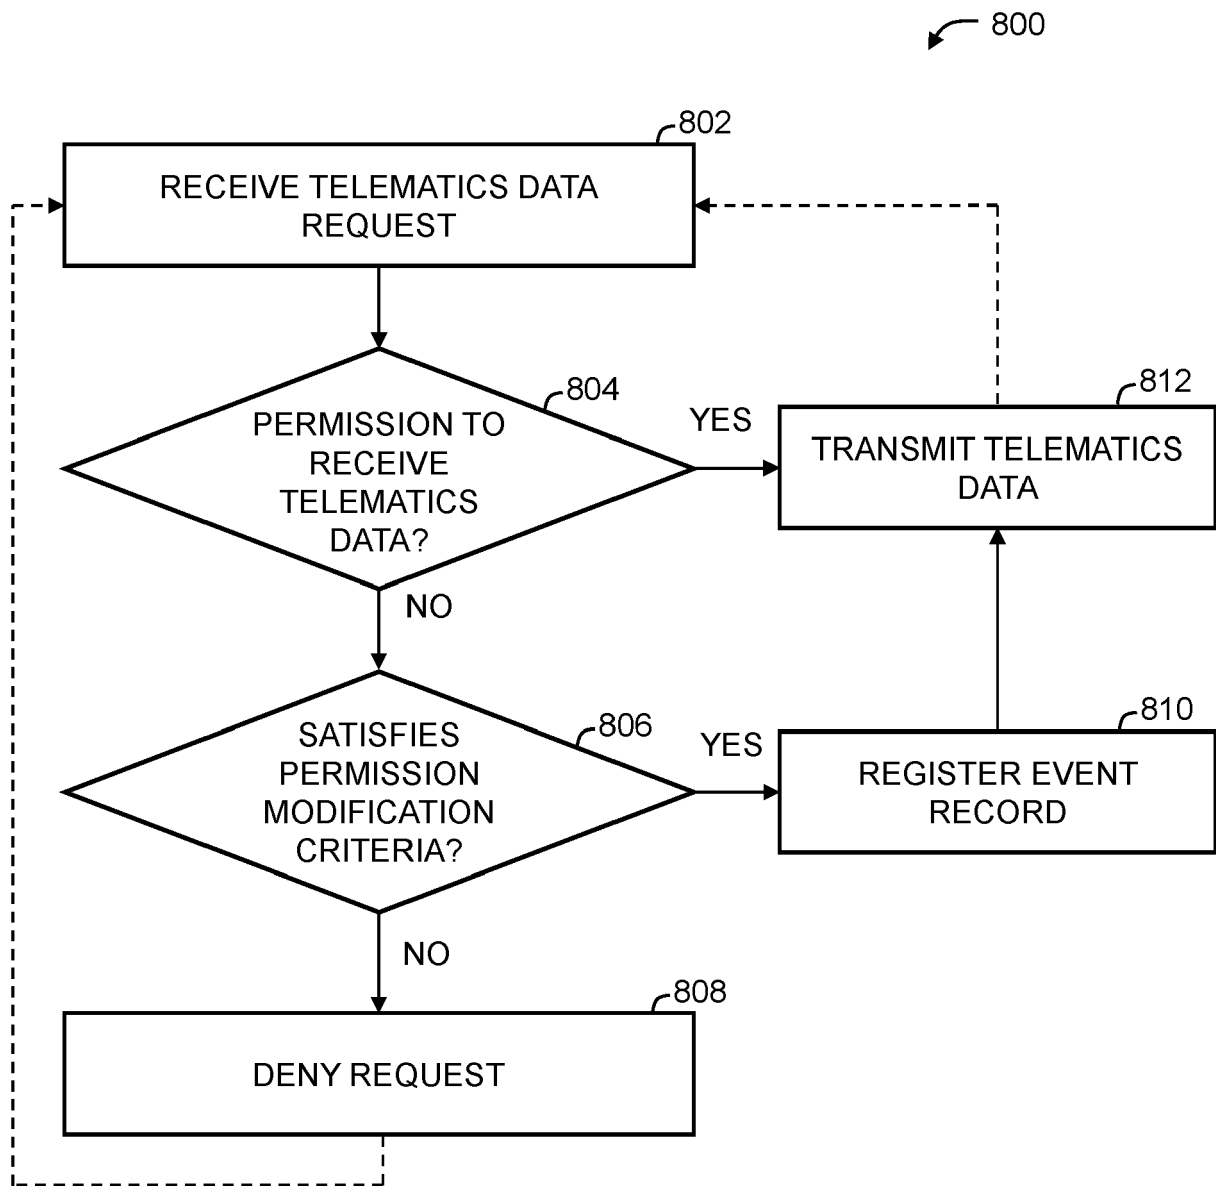 800
802
RECEIVE TELEMATICS DATA
REQUEST
804
PERMISSION TO
RECEIVE
TELEMATICS
DATA?
YES
812
TRANSMIT TELEMATICS
DATA
NO
806
SATISFIES
PERMISSION
MODIFICATION
CRITERIA?
YES
810
REGISTER EVENT
RECORD
NO
808
DENY REQUEST